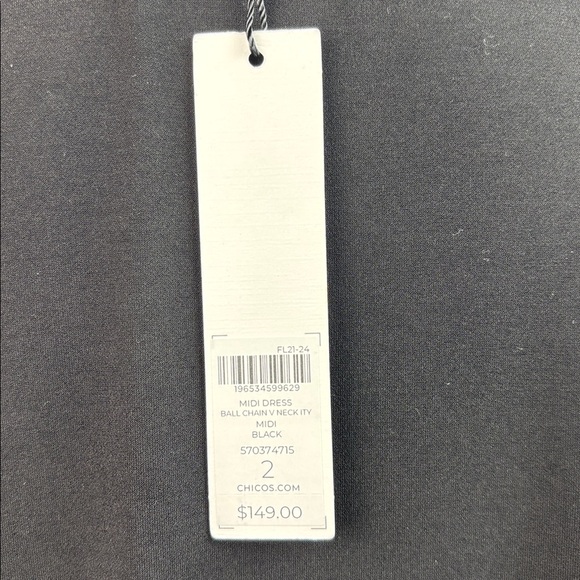 FL21-24
196534599629
MIDI DRESS
BALL CHAIN V NECK ITY
MIDI
BLACK
570374715
2
CHICOS.COM
$149.00